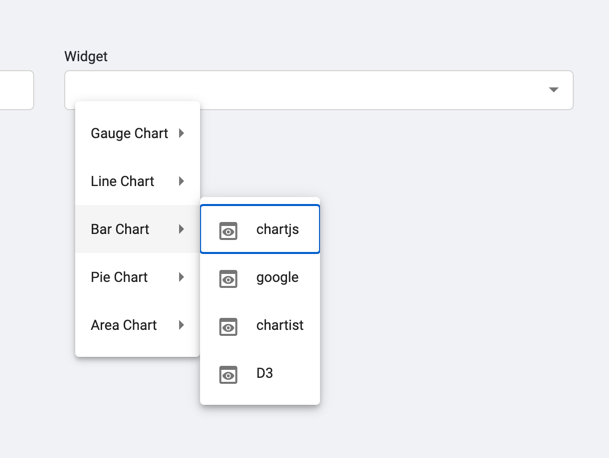 Widget
Gauge Chart
Line Chart
Bar Chart
chartjs
Pie Chart
google
Area Chart
chartist
D3